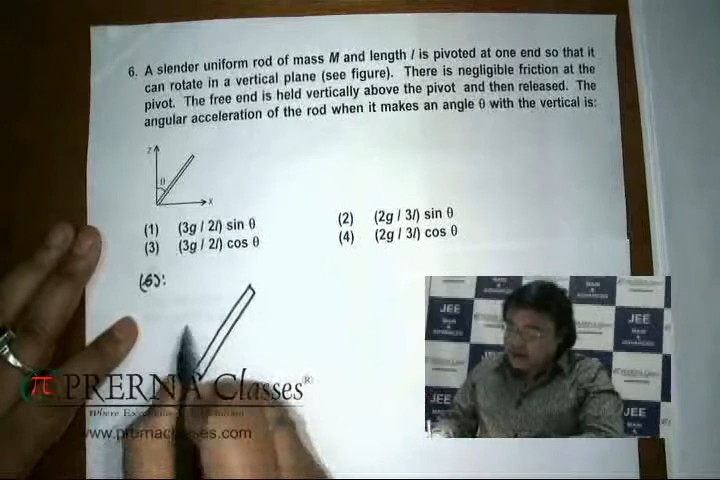 6. A slender uniform rod of mass M and length l is pivoted at one end so that it
can rotate in a vertical plane (see figure). There is negligible friction at the
pivot. The free end is held vertically above the pivot and then released. The
angular acceleration of the rod when it makes an angle θ with the vertical is:
z
θ
x
(1) (3g / 2l) sin θ
(2) (2g / 3l) sin θ
(3) (3g / 2l) cos θ
(4) (2g / 3l) cos θ
(6):
π PRERNA Classes®
www.prernaclasses.com
JEE
MAIN
&
ADVANCED
JEE
JEE
JEE